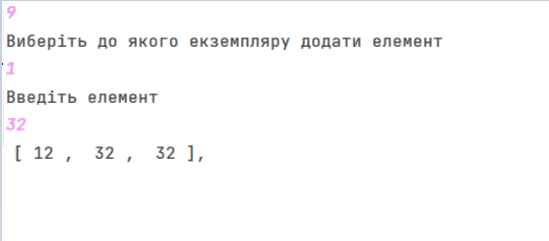 9
Виберіть до якого екземпляру додати елемент
1
Введіть елемент
32
[ 12 ,  32 ,  32 ],